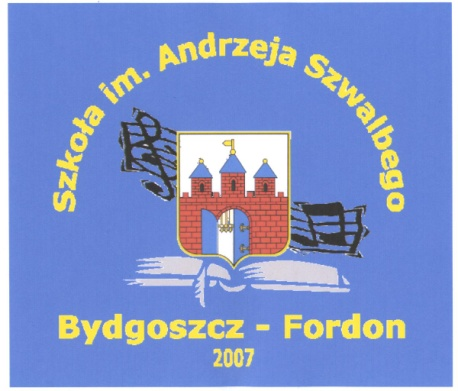 Szkoła im. Andrzeja Szwalbego
Bydgoszcz - Fordon
2007